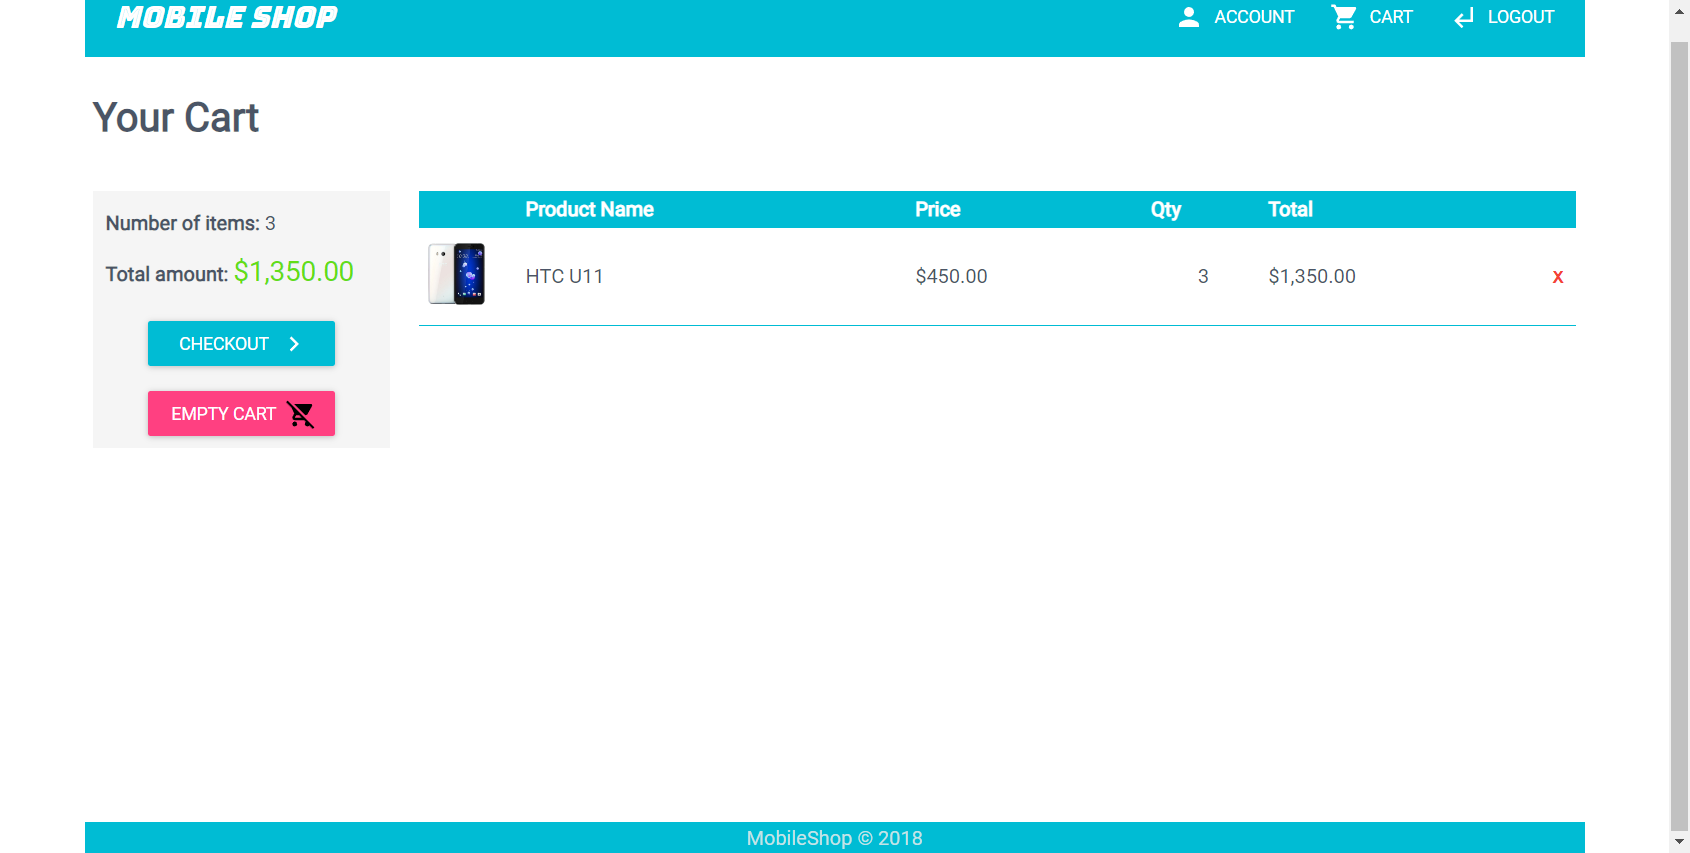 MOBILE SHOP
ACCOUNT CART LOGOUT
Your Cart
Number of items: 3
Total amount: $1,350.00
CHECKOUT
EMPTY CART
Product Name Price Qty Total
HTC U11 $450.00 3 $1,350.00 x
MobileShop © 2018